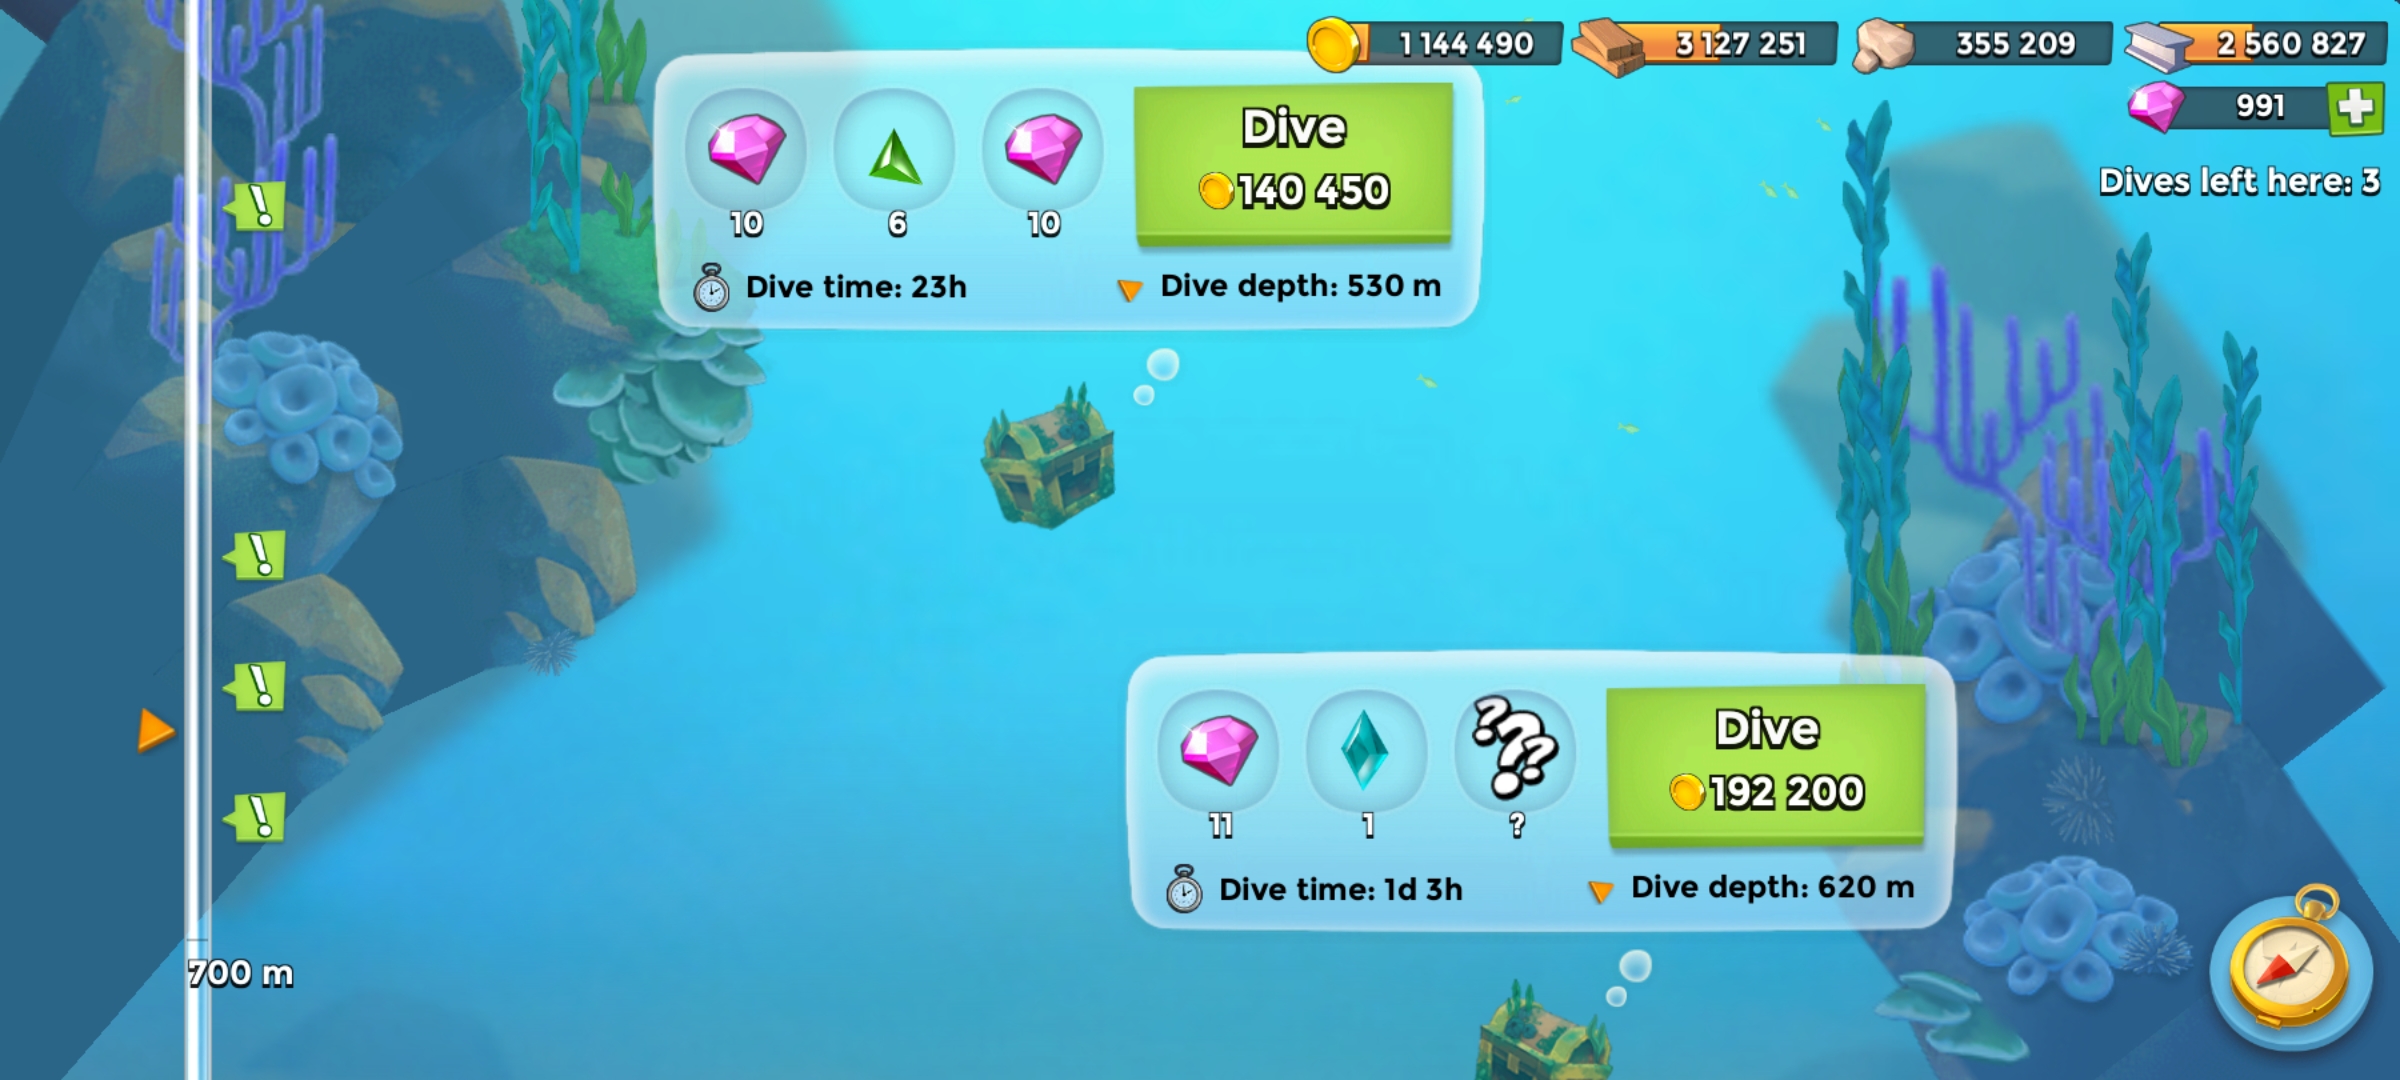 1 144 490
3 127 251
355 209
2 560 827
991
Dives left here: 3
Dive
140 450
10
6
10
Dive time: 23h
Dive depth: 530 m
!
!
!
!
Dive
192 200
????
11
1
?
Dive time: 1d 3h
Dive depth: 620 m
700 m